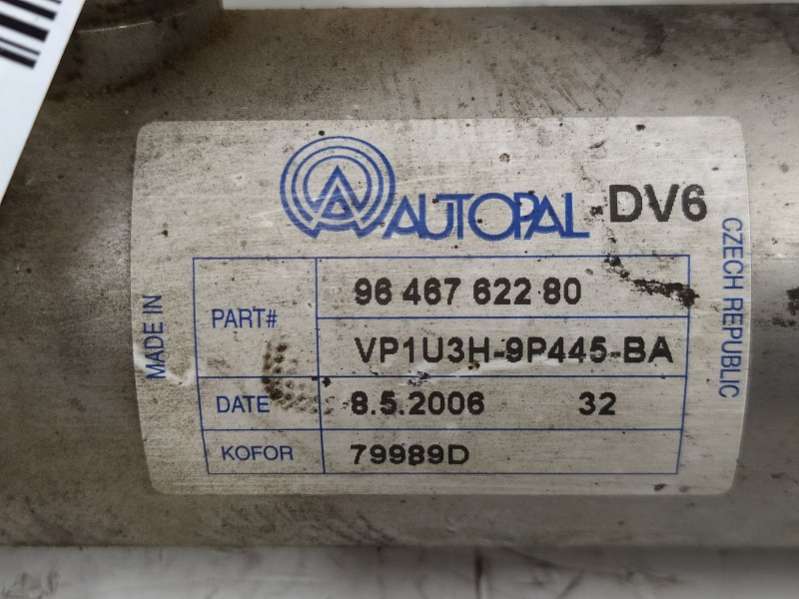 AUTOPAL DV6
MADE IN
CZECH REPUBLIC
PART# 96 467 622 80
VP1U3H-9P445-BA
DATE 8.5.2006 32
KOFOR 79989D